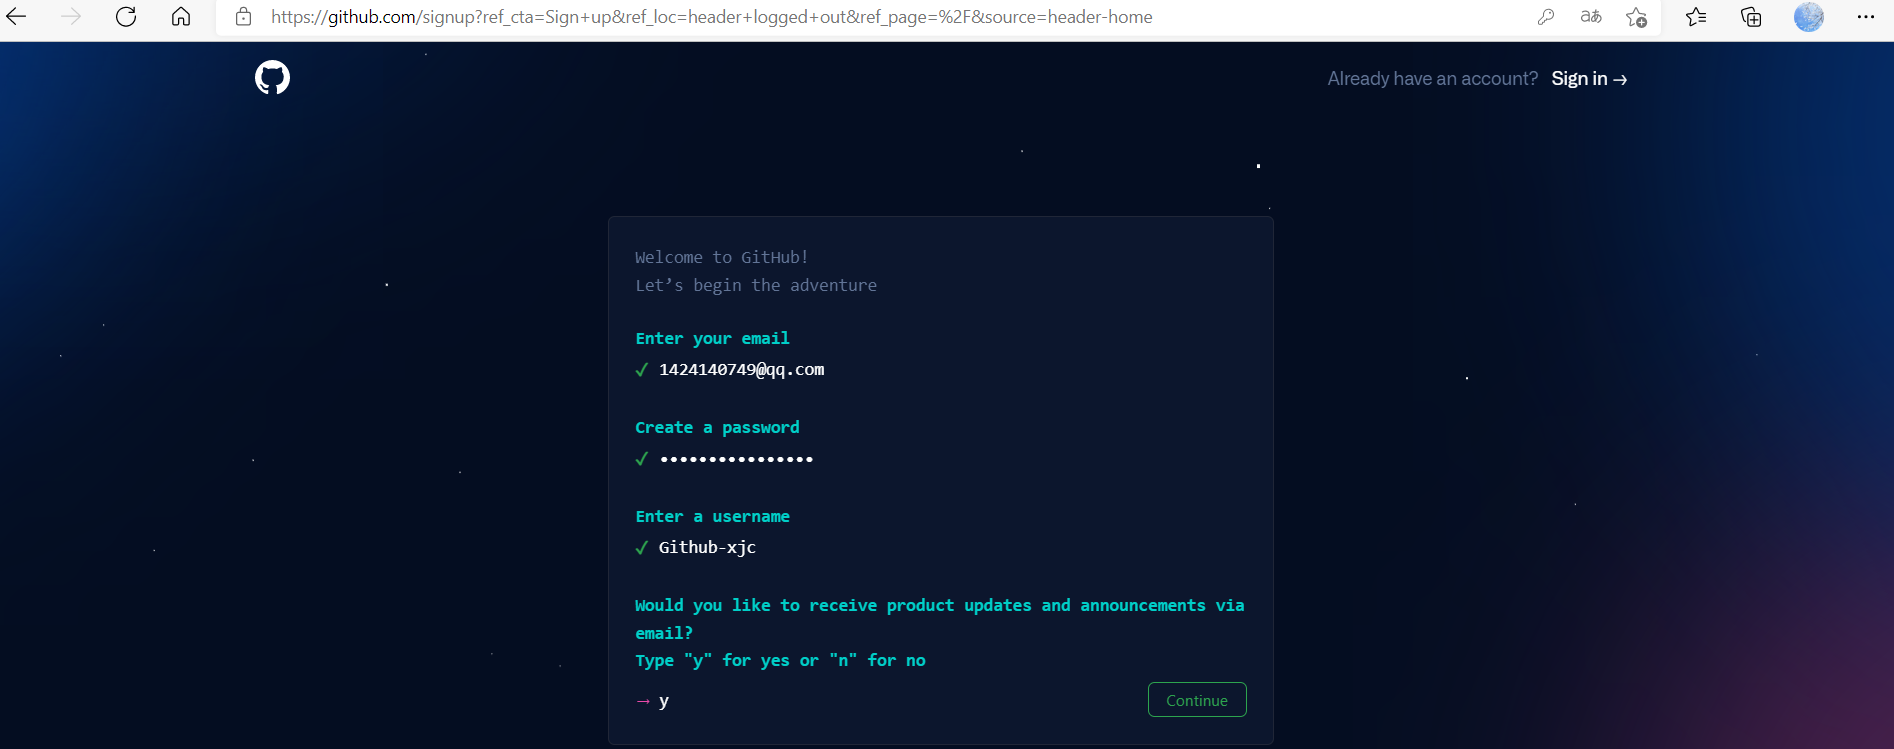 https://github.com/signup?ref_cta=Sign+up&ref_loc=header+logged+out&ref_page=%2F&source=header-home
aあ
Already have an account? Sign in →
Welcome to GitHub!
Let’s begin the adventure
Enter your email
✓ 1424140749@qq.com
Create a password
✓ ••••••••••••••••
Enter a username
✓ Github-xjc
Would you like to receive product updates and announcements via
email?
Type "y" for yes or "n" for no
→ y
Continue